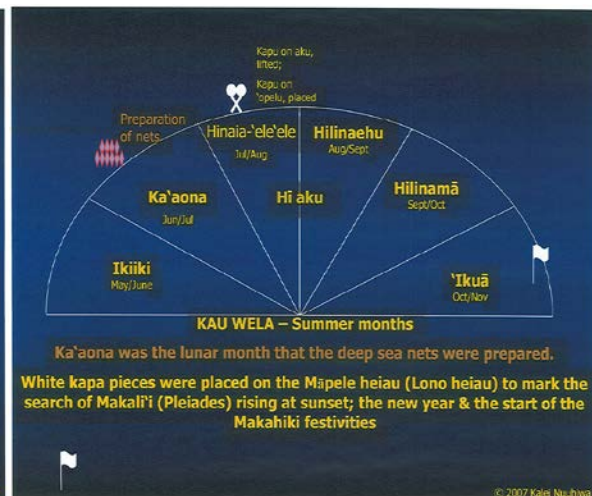 Kapu on aku,
lifted;
Kapu on
'opelu, placed
Preparation
of nets
Hinaia-'ele'ele
Jul/Aug
Hilinaehu
Aug/Sept
Ka'aona
Jun/Jul
Hī aku
Hilinamā
Sept/Oct
Ikiiki
May/June
'Ikuā
Oct/Nov
KAU WELA – Summer months
Ka'aona was the lunar month that the deep sea nets were prepared.
White kapa pieces were placed on the Māpele heiau (Lono heiau) to mark the
search of Makali'i (Pleiades) rising at sunset; the new year & the start of the
Makahiki festivities
© 2007 Kalei Nuuhiwa